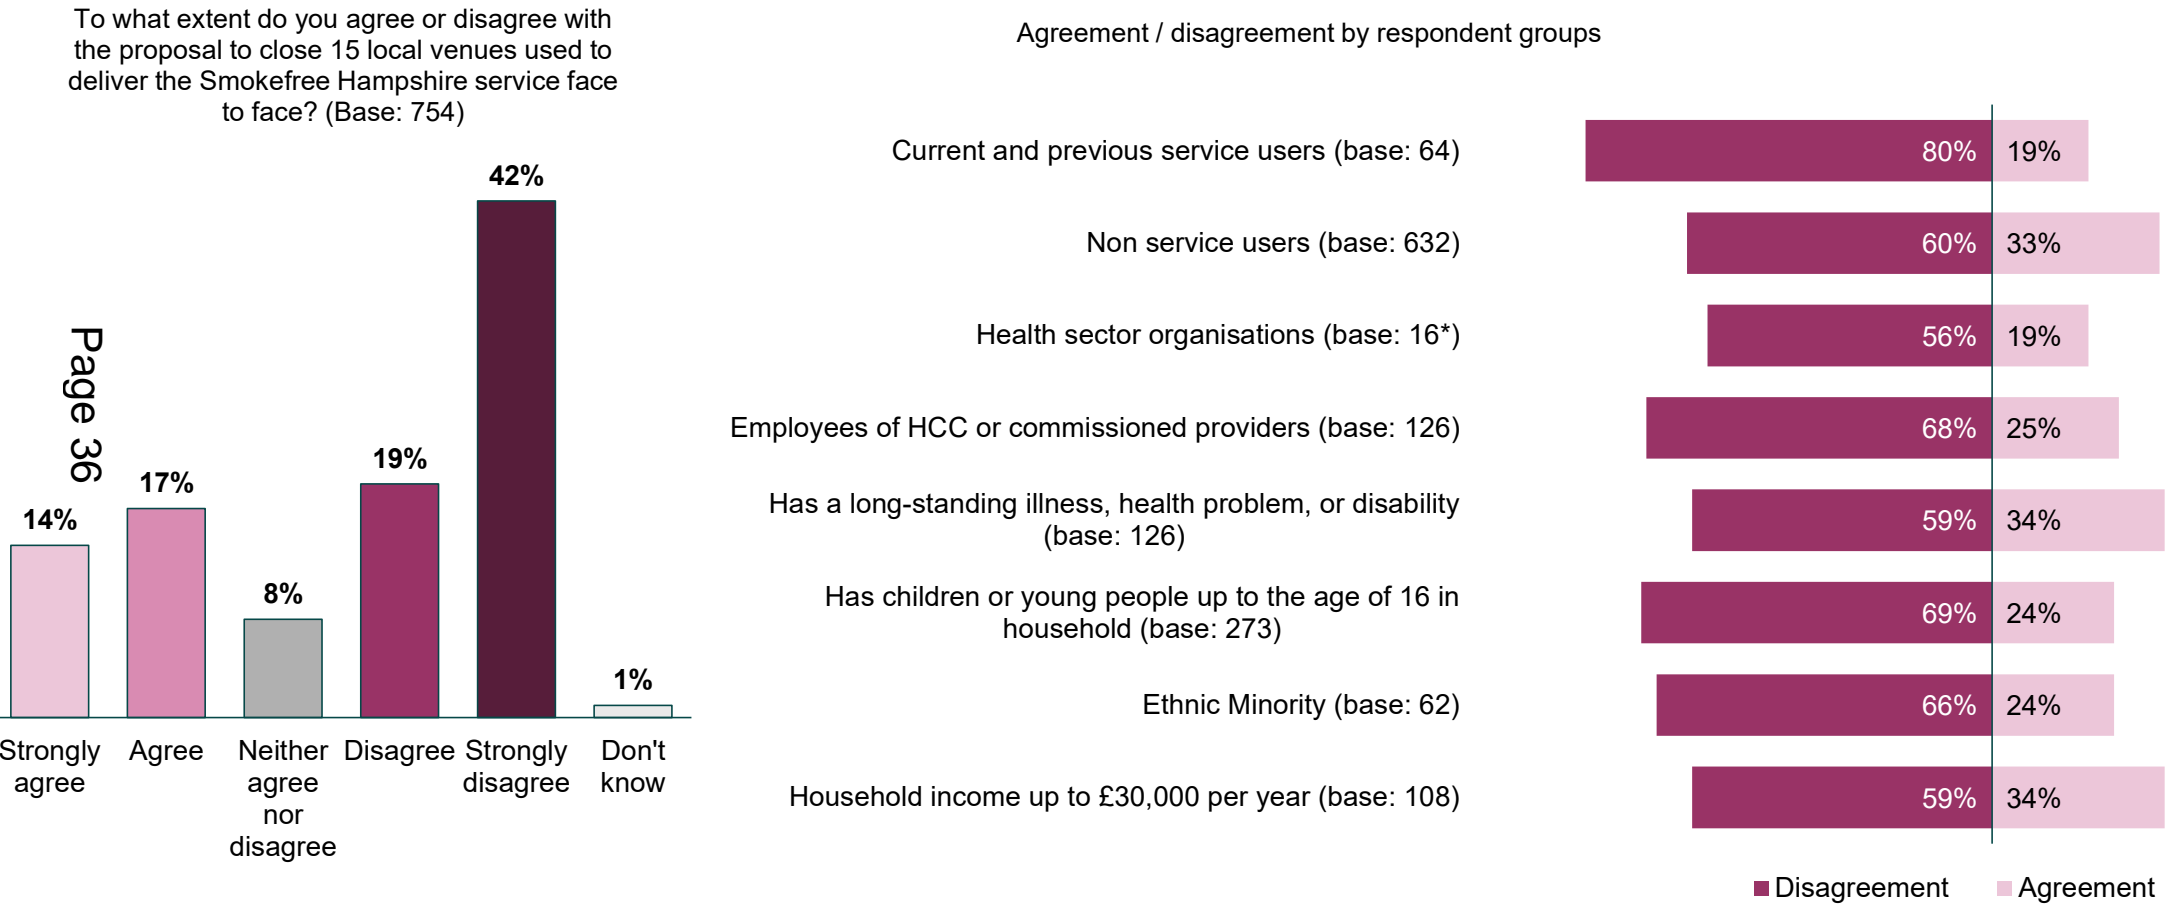 To what extent do you agree or disagree with
the proposal to close 15 local venues used to
deliver the Smokefree Hampshire service face
to face? (Base: 754)
42%
19%
17%
14%
8%
1%
Strongly
agree
Agree
Neither
agree
nor
disagree
Disagree
Strongly
disagree
Don't
know
Page 36
Agreement / disagreement by respondent groups
Current and previous service users (base: 64) 80% 19%
Non service users (base: 632) 60% 33%
Health sector organisations (base: 16*) 56% 19%
Employees of HCC or commissioned providers (base: 126) 68% 25%
Has a long-standing illness, health problem, or disability
(base: 126) 59% 34%
Has children or young people up to the age of 16 in
household (base: 273) 69% 24%
Ethnic Minority (base: 62) 66% 24%
Household income up to £30,000 per year (base: 108) 59% 34%
Disagreement Agreement